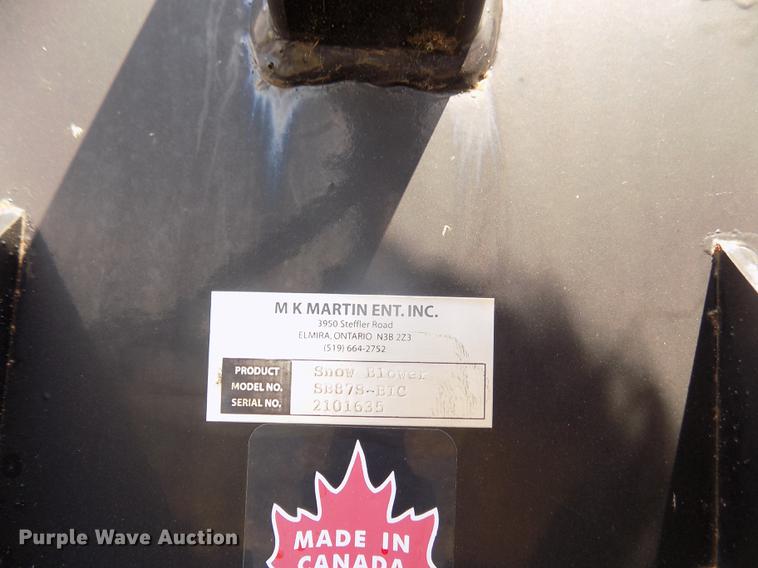 M K MARTIN ENT. INC.
3950 Steffler Road
ELMIRA, ONTARIO N3B 2Z3
(519) 664-2752
PRODUCT Snow Blower
MODEL NO. SB87S-BTC
SERIAL NO. 2101635
MADE IN
CANADA
Purple Wave Auction